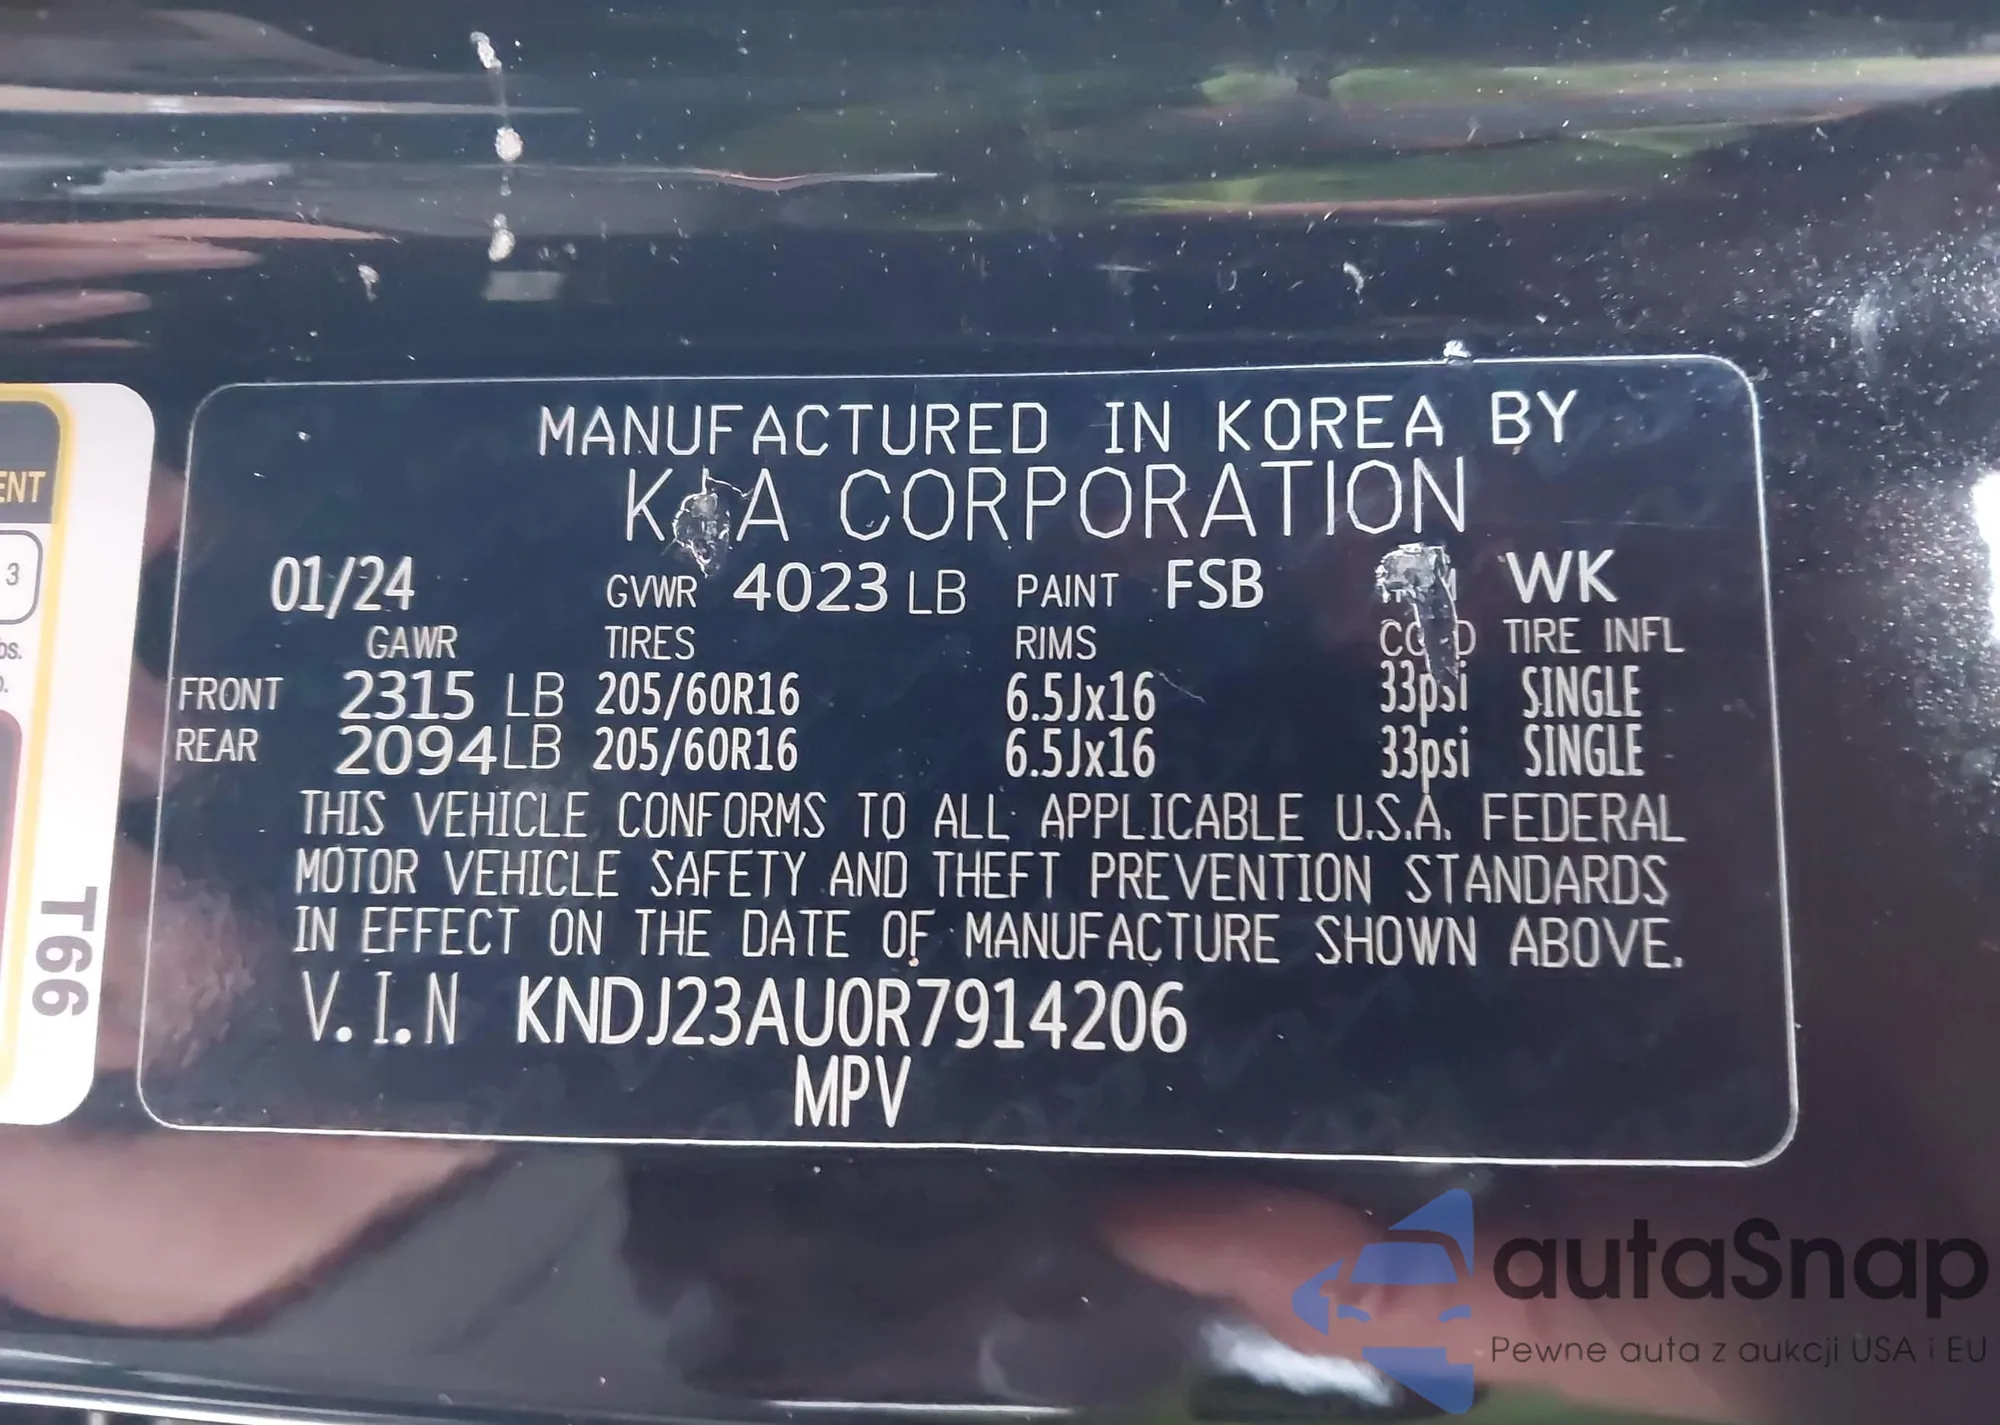 MANUFACTURED IN KOREA BY
KIA CORPORATION
01/24 GVWR 4023 LB PAINT FSB WK
GAWR TIRES RIMS COLD TIRE INFL
FRONT 2315 LB 205/60R16 6.5Jx16 33psi SINGLE
REAR 2094 LB 205/60R16 6.5Jx16 33psi SINGLE
THIS VEHICLE CONFORMS TO ALL APPLICABLE U.S.A. FEDERAL
MOTOR VEHICLE SAFETY AND THEFT PREVENTION STANDARDS
IN EFFECT ON THE DATE OF MANUFACTURE SHOWN ABOVE.
V.I.N KNDJ23AU0R7914206
MPV
3
T66
autaSnap
Pewne auta z aukcji USA i EU